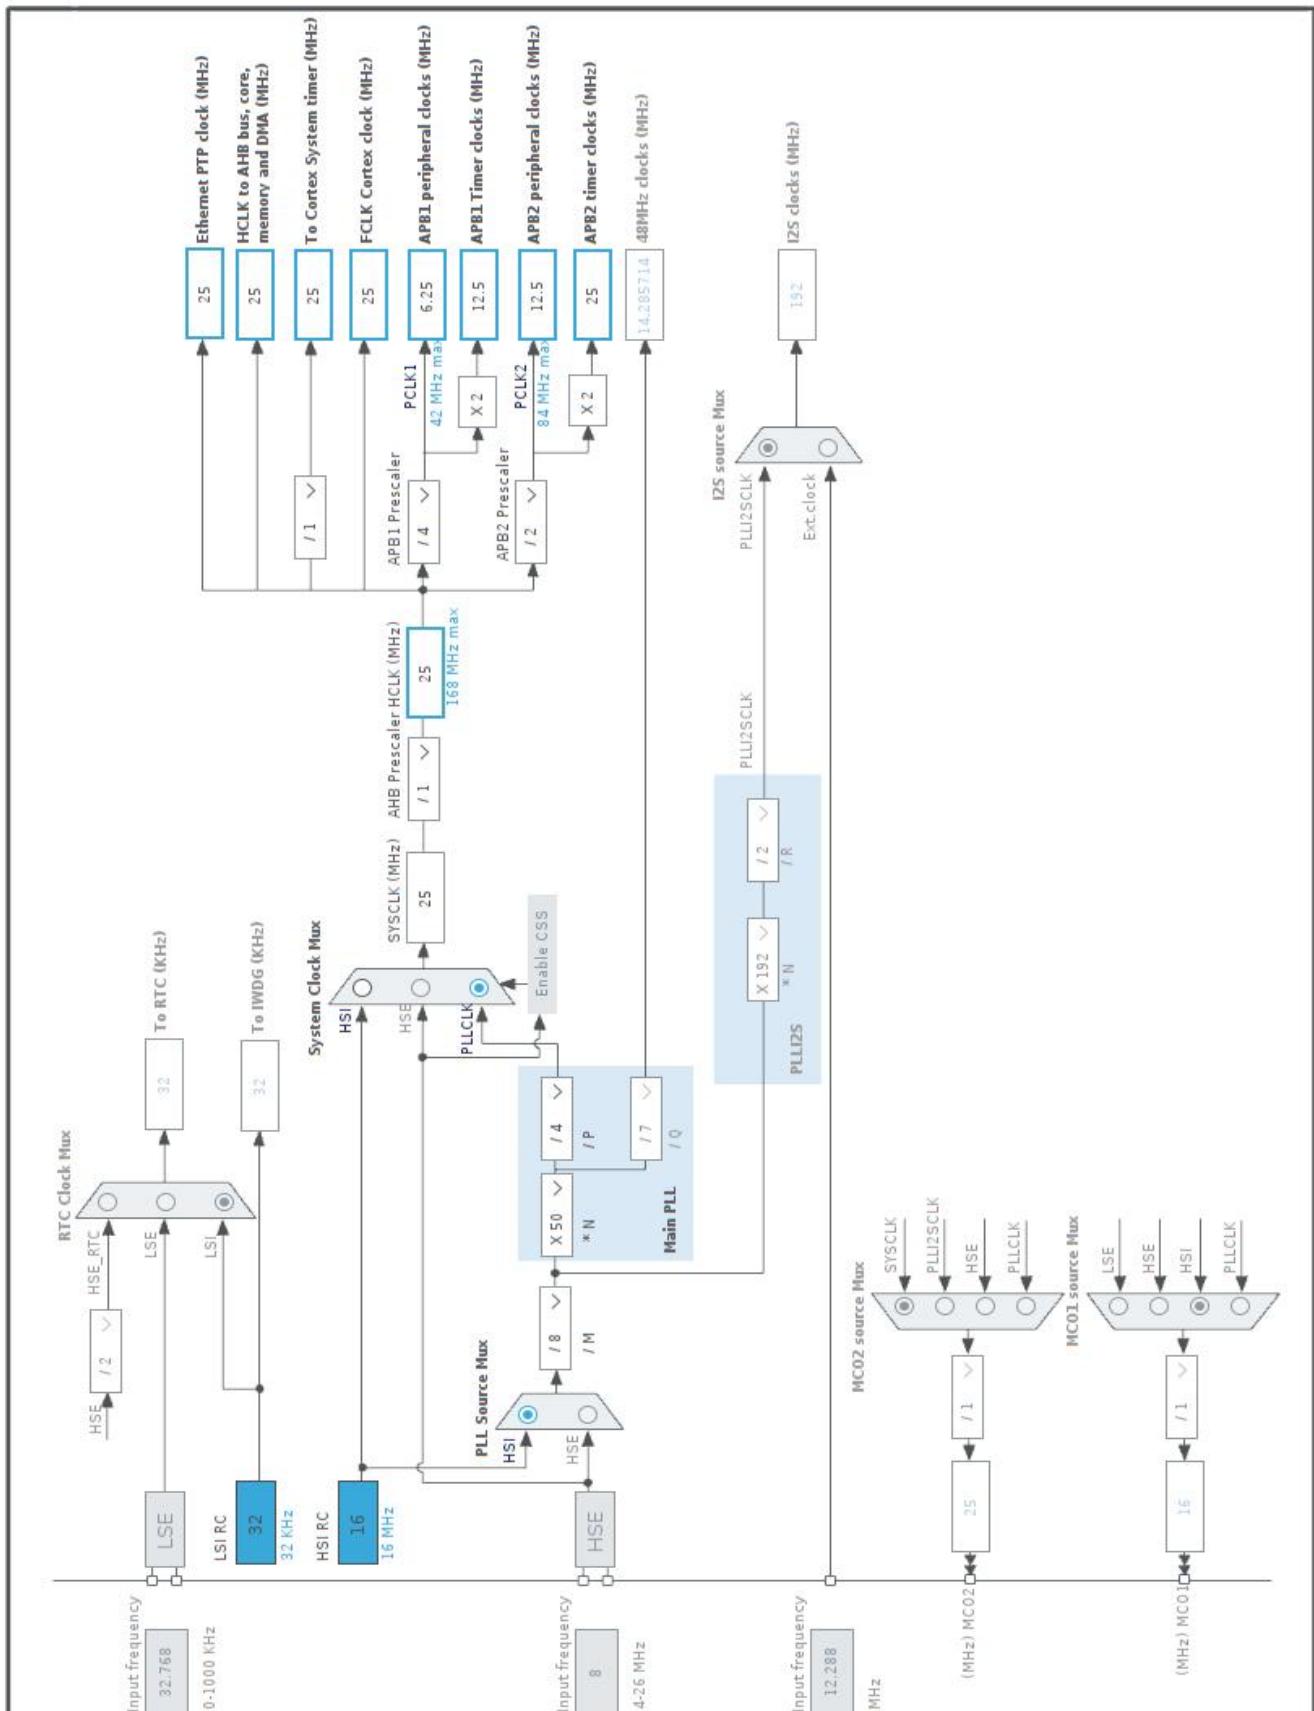 Input frequency
32.768
0-1000 KHz
LSE
HSE
/ 2
HSE_RTC
LSE
LSI
RTC Clock Mux
32
To RTC (KHz)
LSI RC
32
32 KHz
32
To IWDG (KHz)
HSI RC
16
16 MHz
System Clock Mux
HSI
HSE
PLLCLK
Enable CSS
SYSCLK (MHz)
25
AHB Prescaler
/ 1
HCLK (MHz)
25
168 MHz max
25
Ethernet PTP clock (MHz)
25
HCLK to AHB bus, core,
memory and DMA (MHz)
/ 1
25
To Cortex System timer (MHz)
25
FCLK Cortex clock (MHz)
APB1 Prescaler
/ 4
PCLK1
42 MHz max
6.25
APB1 peripheral clocks (MHz)
X 2
12.5
APB1 Timer clocks (MHz)
APB2 Prescaler
/ 2
PCLK2
84 MHz max
12.5
APB2 peripheral clocks (MHz)
X 2
25
APB2 timer clocks (MHz)
14.285714
48MHz clocks (MHz)
Input frequency
8
4-26 MHz
HSE
PLL Source Mux
HSI
HSE
/ 8
/ M
X 50
* N
/ 4
/ P
/ 7
/ Q
Main PLL
X 192
* N
/ 2
/ R
PLLI2S
PLLI2SCLK
PLLI2SCLK
I2S source Mux
Ext.clock
192
I2S clocks (MHz)
Input frequency
12.288
MHz
MCO2 source Mux
SYSCLK
PLLI2SCLK
HSE
PLLCLK
/ 1
25
(MHz) MCO2
MCO1 source Mux
LSE
HSE
HSI
PLLCLK
/ 1
16
(MHz) MCO1